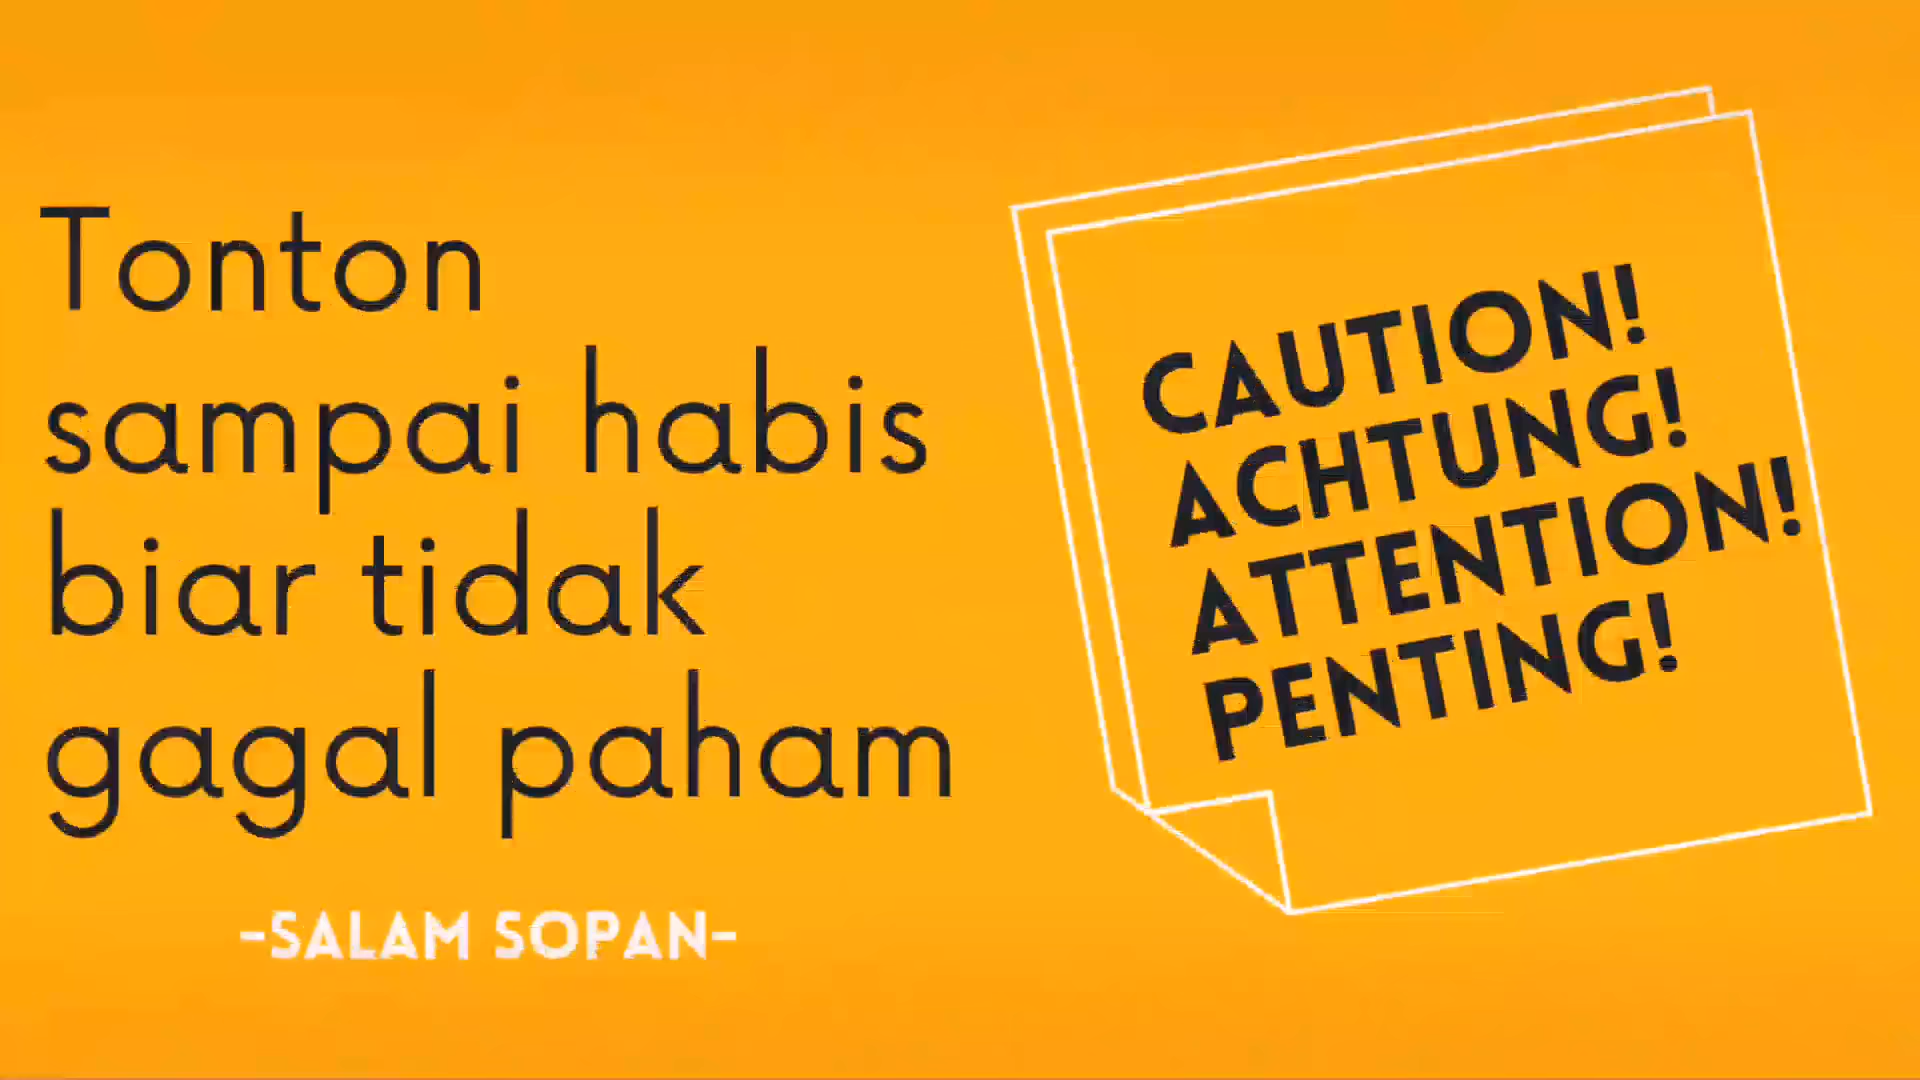 Tonton
sampai habis
biar tidak
gagal paham
-SALAM SOPAN-
CAUTION!
ACHTUNG!
ATTENTION!
PENTING!